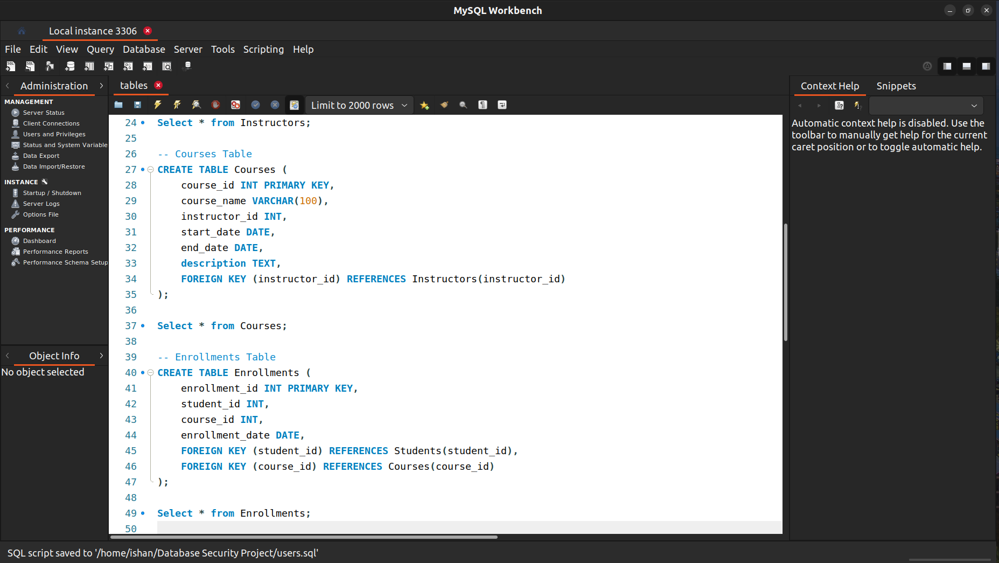 MySQL Workbench
Local instance 3306
File Edit View Query Database Server Tools Scripting Help
Administration
MANAGEMENT
Server Status
Client Connections
Users and Privileges
Status and System Variable
Data Export
Data Import/Restore
INSTANCE
Startup / Shutdown
Server Logs
Options File
PERFORMANCE
Dashboard
Performance Reports
Performance Schema Setup
Object Info
No object selected
tables
Limit to 2000 rows
24 Select * from Instructors;
25
26 -- Courses Table
27 CREATE TABLE Courses (
28 course_id INT PRIMARY KEY,
29 course_name VARCHAR(100),
30 instructor_id INT,
31 start_date DATE,
32 end_date DATE,
33 description TEXT,
34 FOREIGN KEY (instructor_id) REFERENCES Instructors(instructor_id)
35 );
36
37 Select * from Courses;
38
39 -- Enrollments Table
40 CREATE TABLE Enrollments (
41 enrollment_id INT PRIMARY KEY,
42 student_id INT,
43 course_id INT,
44 enrollment_date DATE,
45 FOREIGN KEY (student_id) REFERENCES Students(student_id),
46 FOREIGN KEY (course_id) REFERENCES Courses(course_id)
47 );
48
49 Select * from Enrollments;
50
Context Help Snippets
Automatic context help is disabled. Use the
toolbar to manually get help for the current
caret position or to toggle automatic help.
SQL script saved to '/home/ishan/Database Security Project/users.sql'